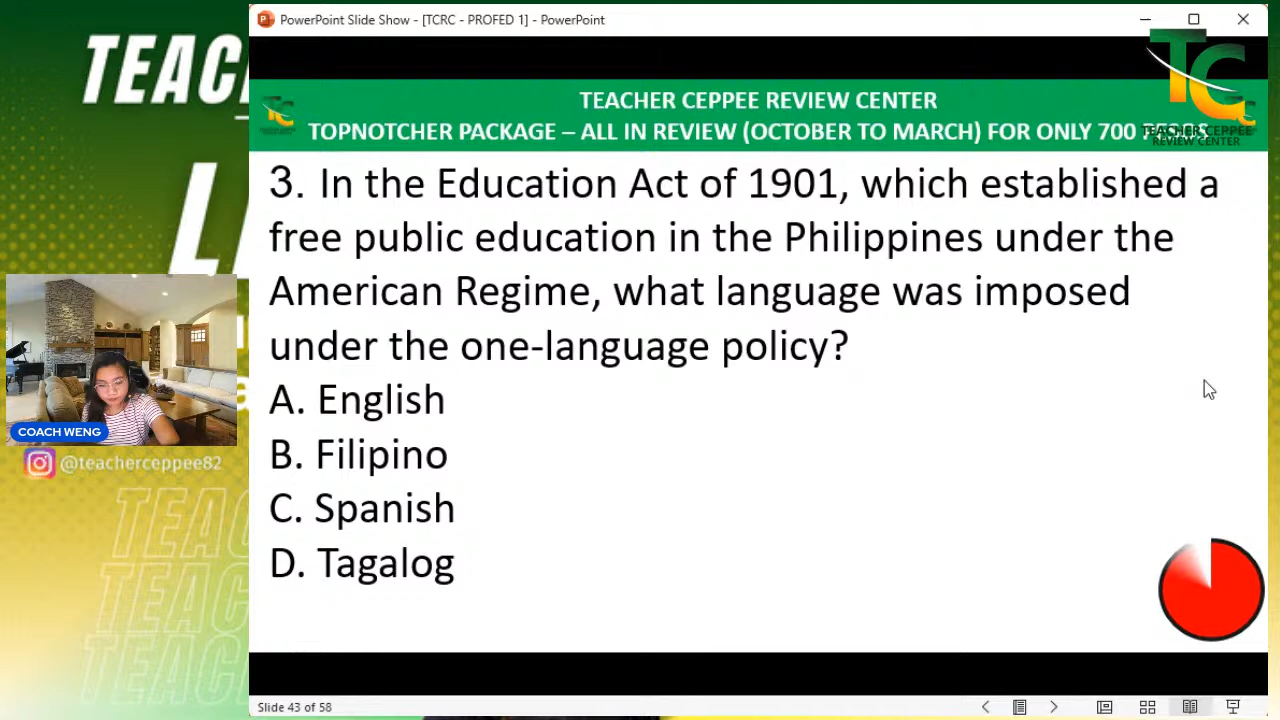 PowerPoint Slide Show - [TCRC - PROFED 1] - PowerPoint
TEACHER CEPPEE REVIEW CENTER
TOPNOTCHER PACKAGE – ALL IN REVIEW (OCTOBER TO MARCH) FOR ONLY 700
TEACHER CEPPEE
REVIEW CENTER
3. In the Education Act of 1901, which established a
free public education in the Philippines under the
American Regime, what language was imposed
under the one-language policy?
A. English
B. Filipino
C. Spanish
D. Tagalog
COACH WENG
@teacherceppee82
TEAC
TEAC
TEAC
TEAC
Slide 43 of 58